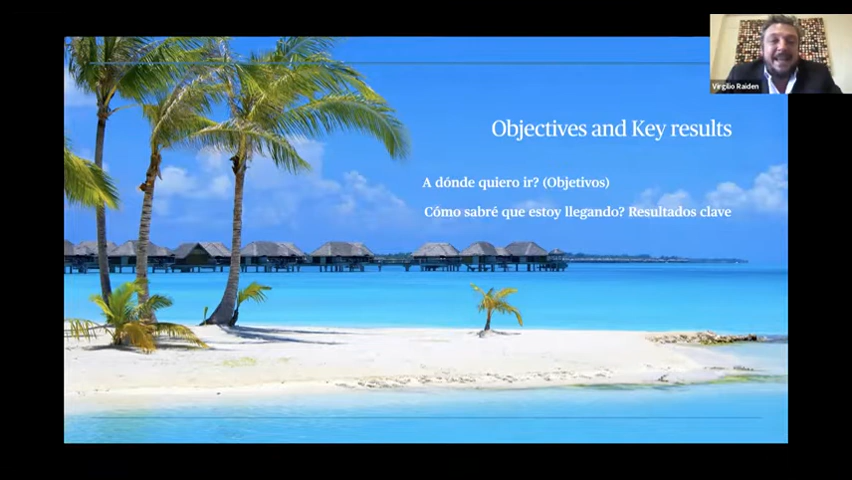 Virgilio Raiden
Objectives and Key results
A dónde quiero ir? (Objetivos)
Cómo sabré que estoy llegando? Resultados clave